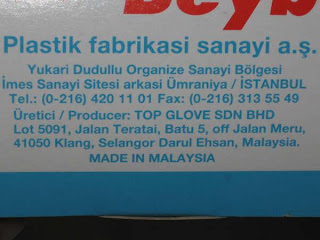 Beyb
Plastik fabrikasi sanayi a.ş.
Yukari Dudullu Organize Sanayi Bölgesi
İmes Sanayi Sitesi arkasi Ümraniya / İSTANBUL
Tel.: (0-216) 420 11 01 Fax: (0-216) 313 55 49
Üretici / Producer: TOP GLOVE SDN BHD
Lot 5091, Jalan Teratai, Batu 5, off Jalan Meru,
41050 Klang, Selangor Darul Ehsan, Malaysia.
MADE IN MALAYSIA